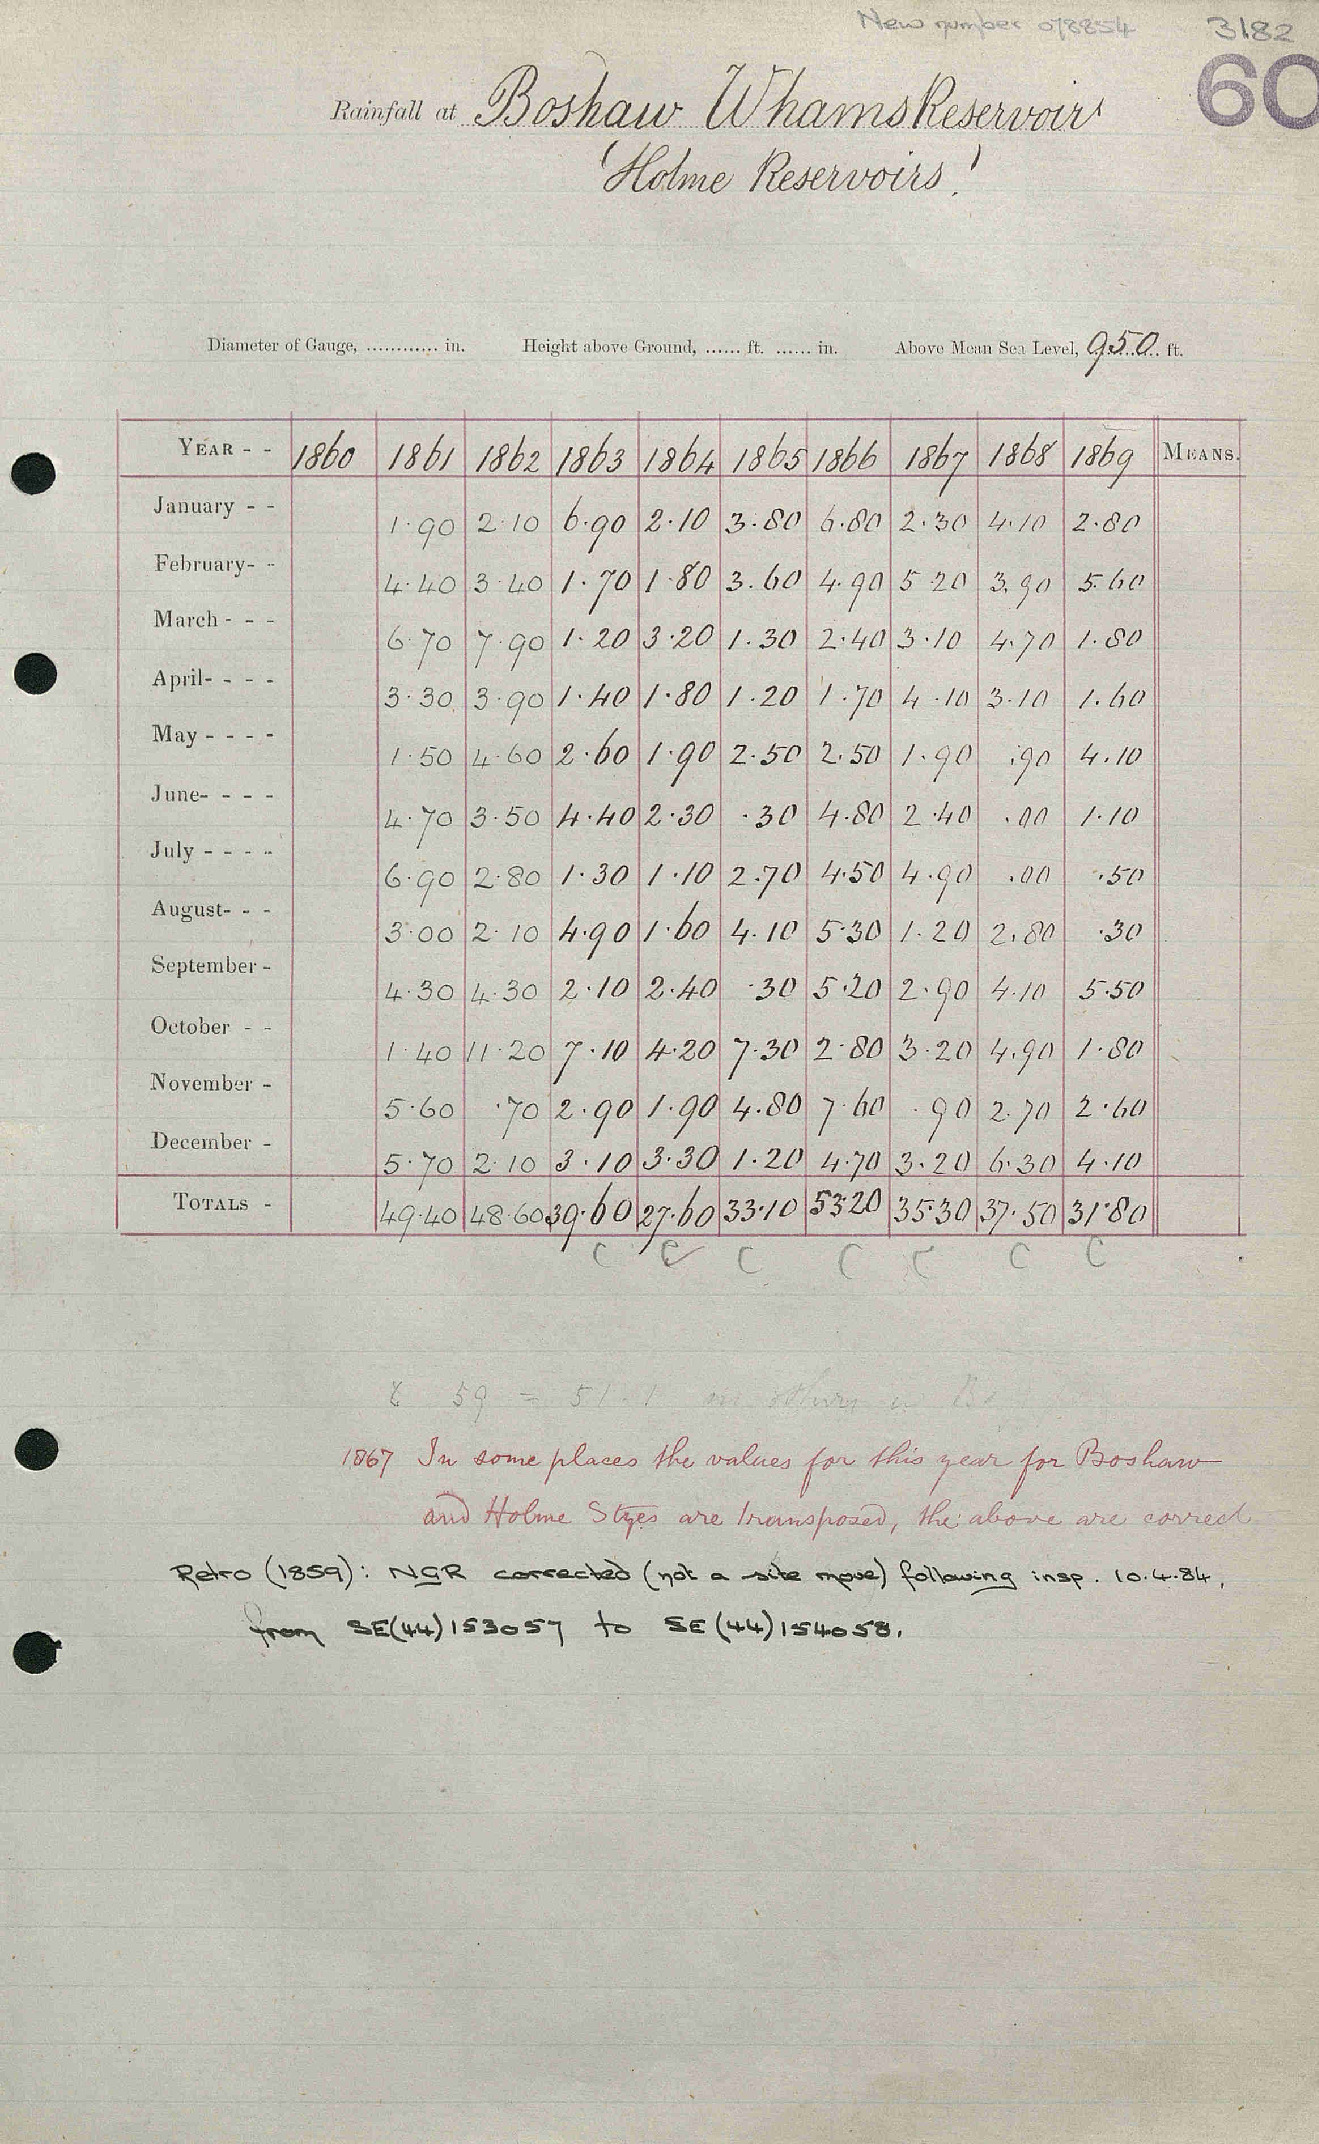 New number 078854 3182
60
Rainfall at Boshaw Whams Reservoir
'Holme Reservoirs'
Diameter of Gauge, ............ in. Height above Ground, ...... ft. ...... in. Above Mean Sea Level, 950 ft.
YEAR - - 1860 1861 1862 1863 1864 1865 1866 1867 1868 1869 MEANS.
January - - 1.90 2.10 6.90 2.10 3.80 6.80 2.30 4.10 2.80
February- - 4.40 3.40 1.70 1.80 3.60 4.90 5.20 3.90 5.60
March - - - 6.70 7.90 1.20 3.20 1.30 2.40 3.10 4.70 1.80
April- - - - 3.30 3.90 1.40 1.80 1.20 1.70 4.10 3.10 1.60
May - - - - 1.50 4.60 2.60 1.90 2.50 2.50 1.90 .90 4.10
June- - - - 4.70 3.50 4.40 2.30 .30 4.80 2.40 .00 1.10
July - - - - 6.90 2.80 1.30 1.10 2.70 4.50 4.90 .00 .50
August- - - 3.00 2.10 4.90 1.60 4.10 5.30 1.20 2.80 .30
September - 4.30 4.30 2.10 2.40 .30 5.20 2.90 4.10 5.50
October - - 1.40 11.20 7.10 4.20 7.30 2.80 3.20 4.90 1.80
November - 5.60 .70 2.90 1.90 4.80 7.60 .90 2.70 2.60
December - 5.70 2.10 3.10 3.30 1.20 4.70 3.20 6.30 4.10
TOTALS - 49.40 48.60 39.60 27.60 33.10 53.20 35.30 37.50 31.80
C C C C C C C
59 = 51.1
1867 In some places the values for this year for Boshaw
and Holme Styes are transposed, the above are correct
Retro (1859): NGR corrected (not a site move) following insp. 10.4.84,
from SE(44)153057 to SE(44)154058.